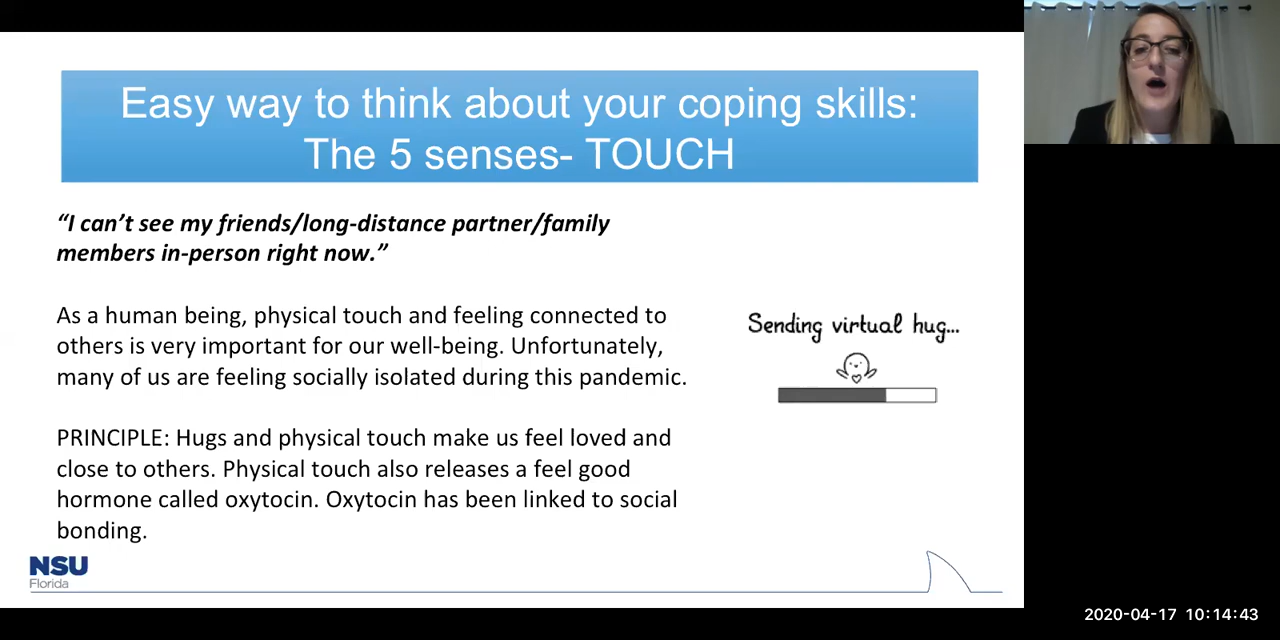 Easy way to think about your coping skills:
The 5 senses- TOUCH
“I can’t see my friends/long-distance partner/family
members in-person right now.”
As a human being, physical touch and feeling connected to
others is very important for our well-being. Unfortunately,
many of us are feeling socially isolated during this pandemic.
Sending virtual hug...
PRINCIPLE: Hugs and physical touch make us feel loved and
close to others. Physical touch also releases a feel good
hormone called oxytocin. Oxytocin has been linked to social
bonding.
NSU
Florida
2020-04-17 10:14:43